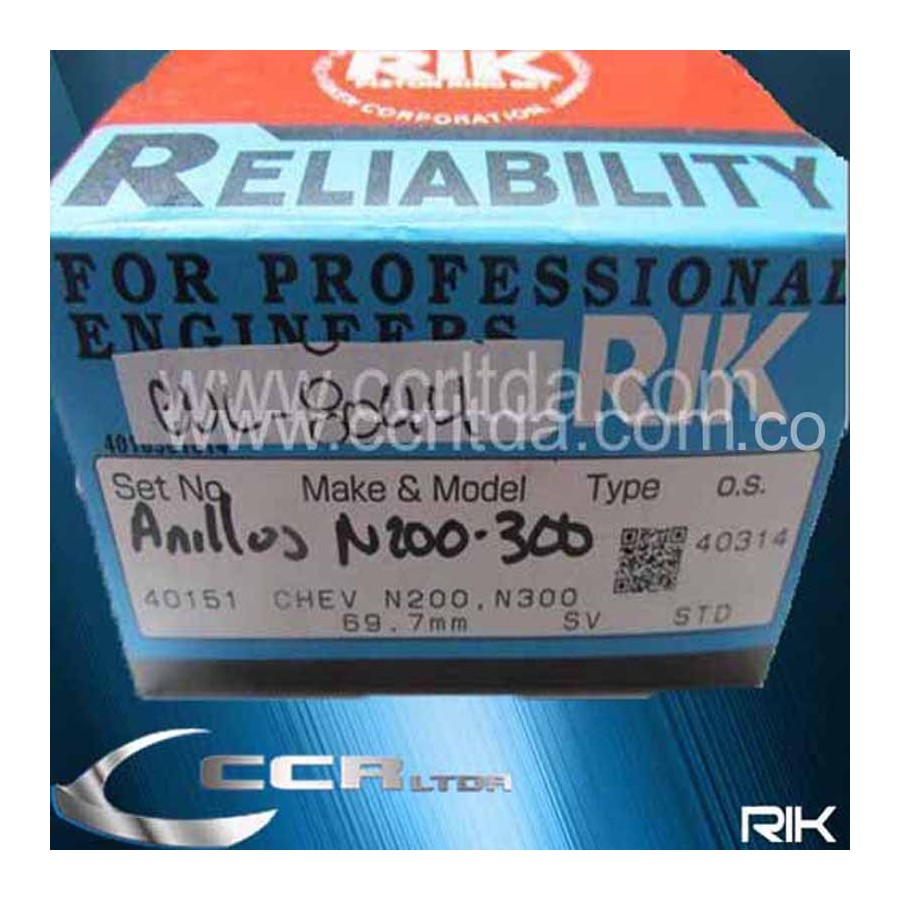 RIK
PISTON RING SET
CORPORATION
RELIABILITY
FOR PROFESSIONAL
ENGINEERS
RIK
www.ccrltda.com
www.ccrltda.com.co
Set No. Make & Model Type O.S.
Anillos N200-300
40314
40151 CHEV N200,N300
69.7mm SV STD
CCR LTDA
RIK